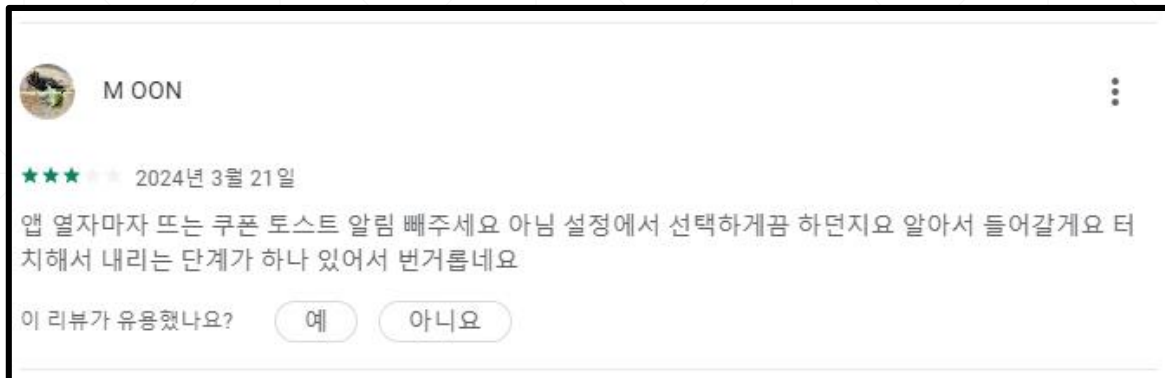 M OON
2024년 3월 21일
앱 열자마자 뜨는 쿠폰 토스트 알림 빼주세요 아님 설정에서 선택하게끔 하던지요 알아서 들어갈게요 터
치해서 내리는 단계가 하나 있어서 번거롭네요
이 리뷰가 유용했나요? 예 아니요